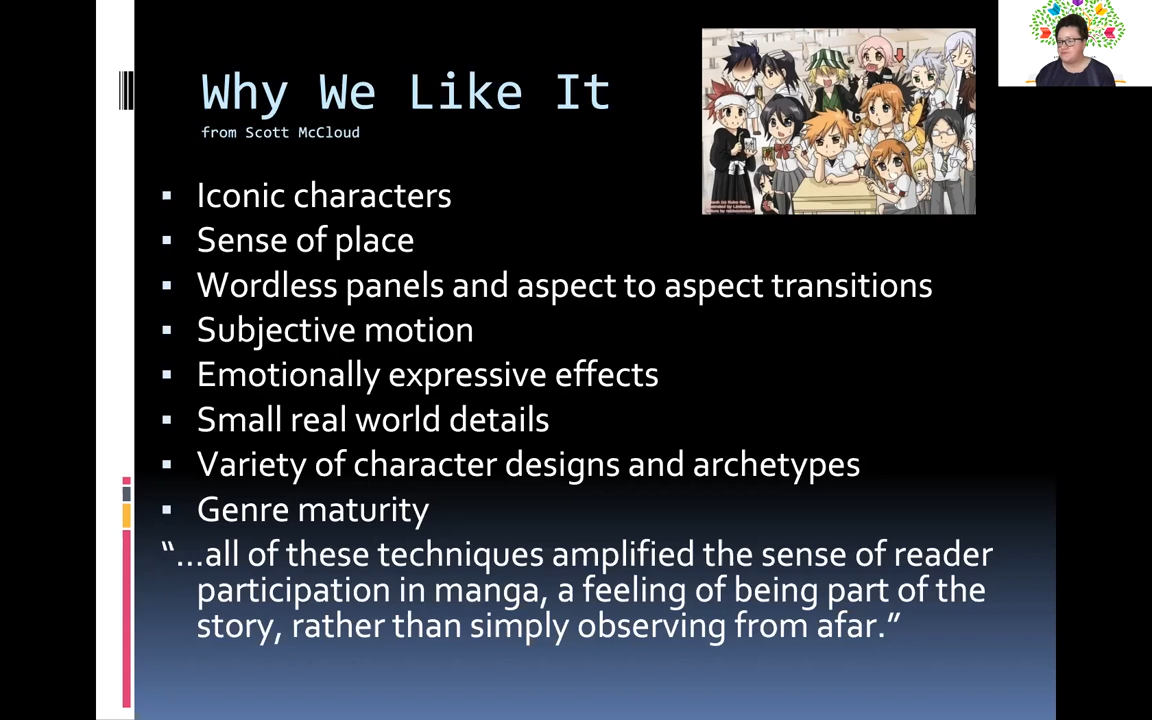 Why We Like It
from Scott McCloud
▪ Iconic characters
▪ Sense of place
▪ Wordless panels and aspect to aspect transitions
▪ Subjective motion
▪ Emotionally expressive effects
▪ Small real world details
▪ Variety of character designs and archetypes
▪ Genre maturity
“…all of these techniques amplified the sense of reader
participation in manga, a feeling of being part of the
story, rather than simply observing from afar.”